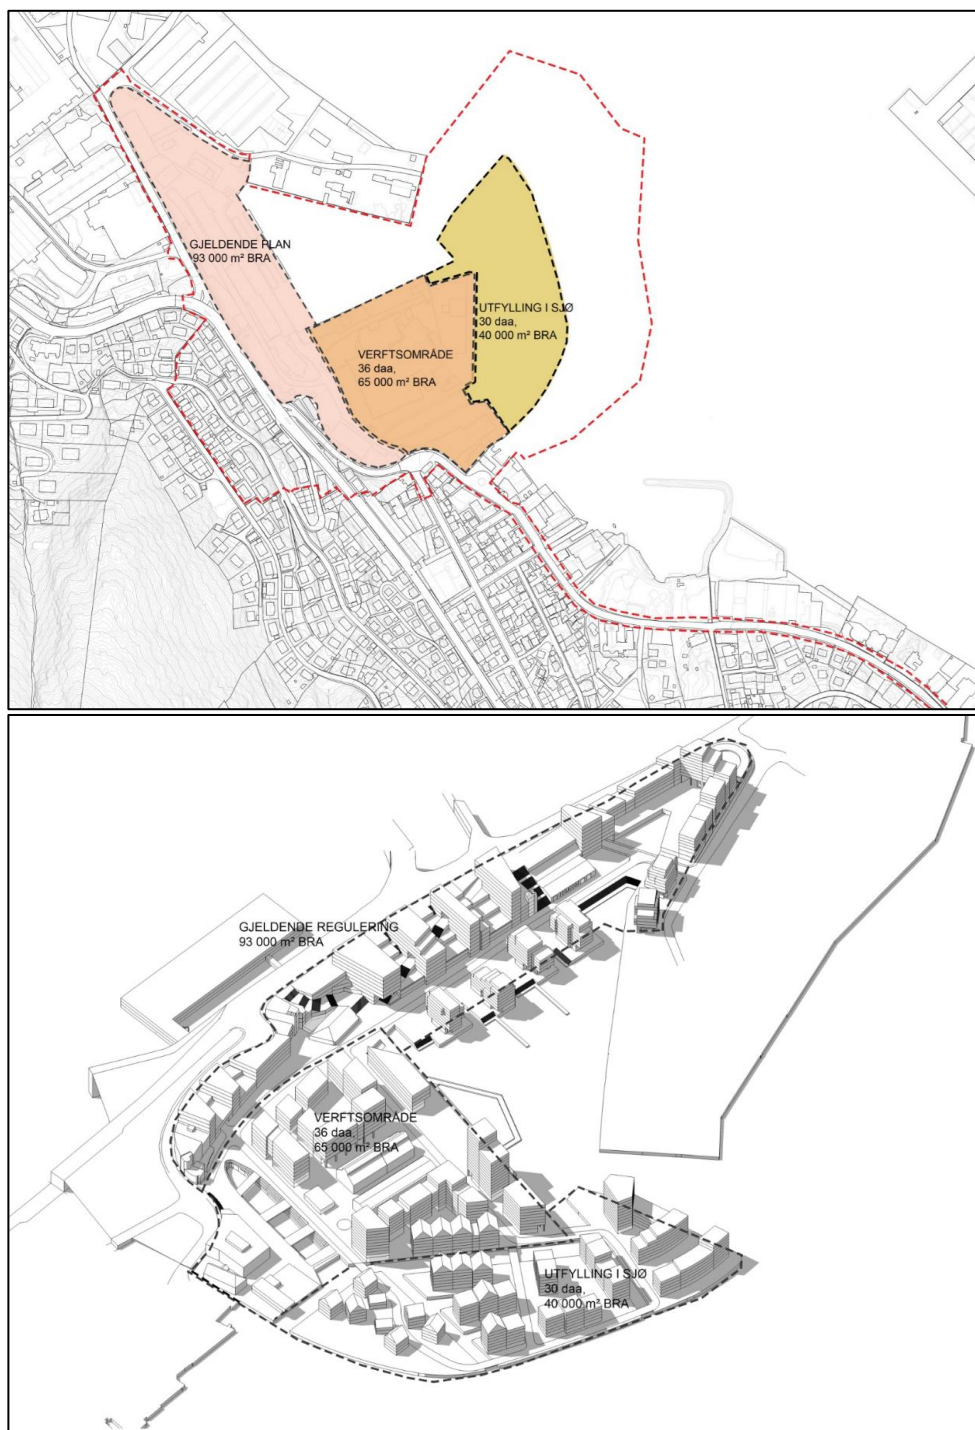 GJELDENDE PLAN
93 000 m² BRA
UTFYLLING I SJØ
30 daa,
40 000 m² BRA
VERFTSOMRÅDE
36 daa,
65 000 m² BRA
GJELDENDE REGULERING
93 000 m² BRA
VERFTSOMRÅDE
36 daa,
65 000 m² BRA
UTFYLLING I SJØ
30 daa,
40 000 m² BRA